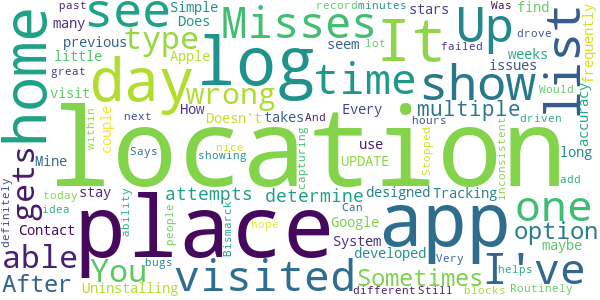 many past Simple Does see Misses Up stars record minutes find
Apple type It seem lot failed list frequently
home previous little log Was issues accuracy
great visit day wrong time show weeks
couple How Doesn't takes And multiple drove
Mine Every use next within hours Would driven
Says showing nice capturing UPDATE Stopped inconsistent long
location
gets stay attempts determine designed Tracking one add
definitely today idea Contact place app
able ability people Bismarck Can Google developed option
You System maybe
After visited hope I've
Uninstalling bugs Sometimes Very helps
different Still blocks Routinely